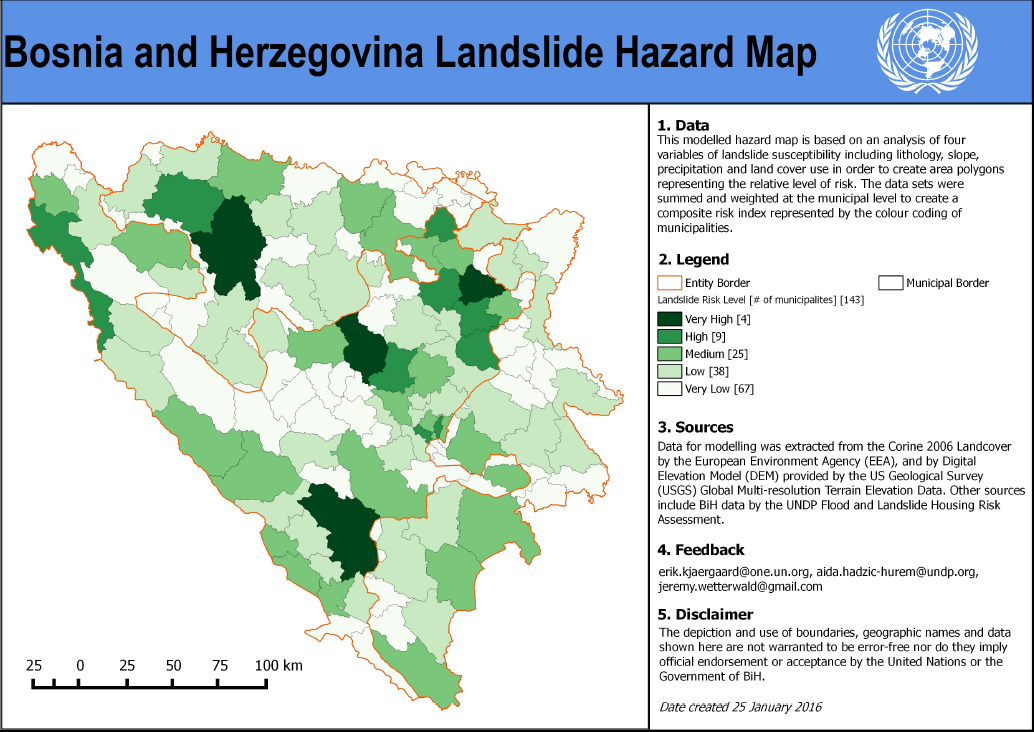 Bosnia and Herzegovina Landslide Hazard Map
1. Data
This modelled hazard map is based on an analysis of four
variables of landslide susceptibility including lithology, slope,
precipitation and land cover use in order to create area polygons
representing the relative level of risk. The data sets were
summed and weighted at the municipal level to create a
composite risk index represented by the colour coding of
municipalities.
2. Legend
Entity Border
Municipal Border
Landslide Risk Level [# of municipalites] [143]
Very High [4]
High [9]
Medium [25]
Low [38]
Very Low [67]
3. Sources
Data for modelling was extracted from the Corine 2006 Landcover
by the European Environment Agency (EEA), and by Digital
Elevation Model (DEM) provided by the US Geological Survey
(USGS) Global Multi-resolution Terrain Elevation Data. Other sources
include BiH data by the UNDP Flood and Landslide Housing Risk
Assessment.
4. Feedback
erik.kjaergaard@one.un.org, aida.hadzic-hurem@undp.org,
jeremy.wetterwald@gmail.com
5. Disclaimer
The depiction and use of boundaries, geographic names and data
shown here are not warranted to be error-free nor do they imply
official endorsement or acceptance by the United Nations or the
Government of BiH.
Date created 25 January 2016
25 0 25 50 75 100 km